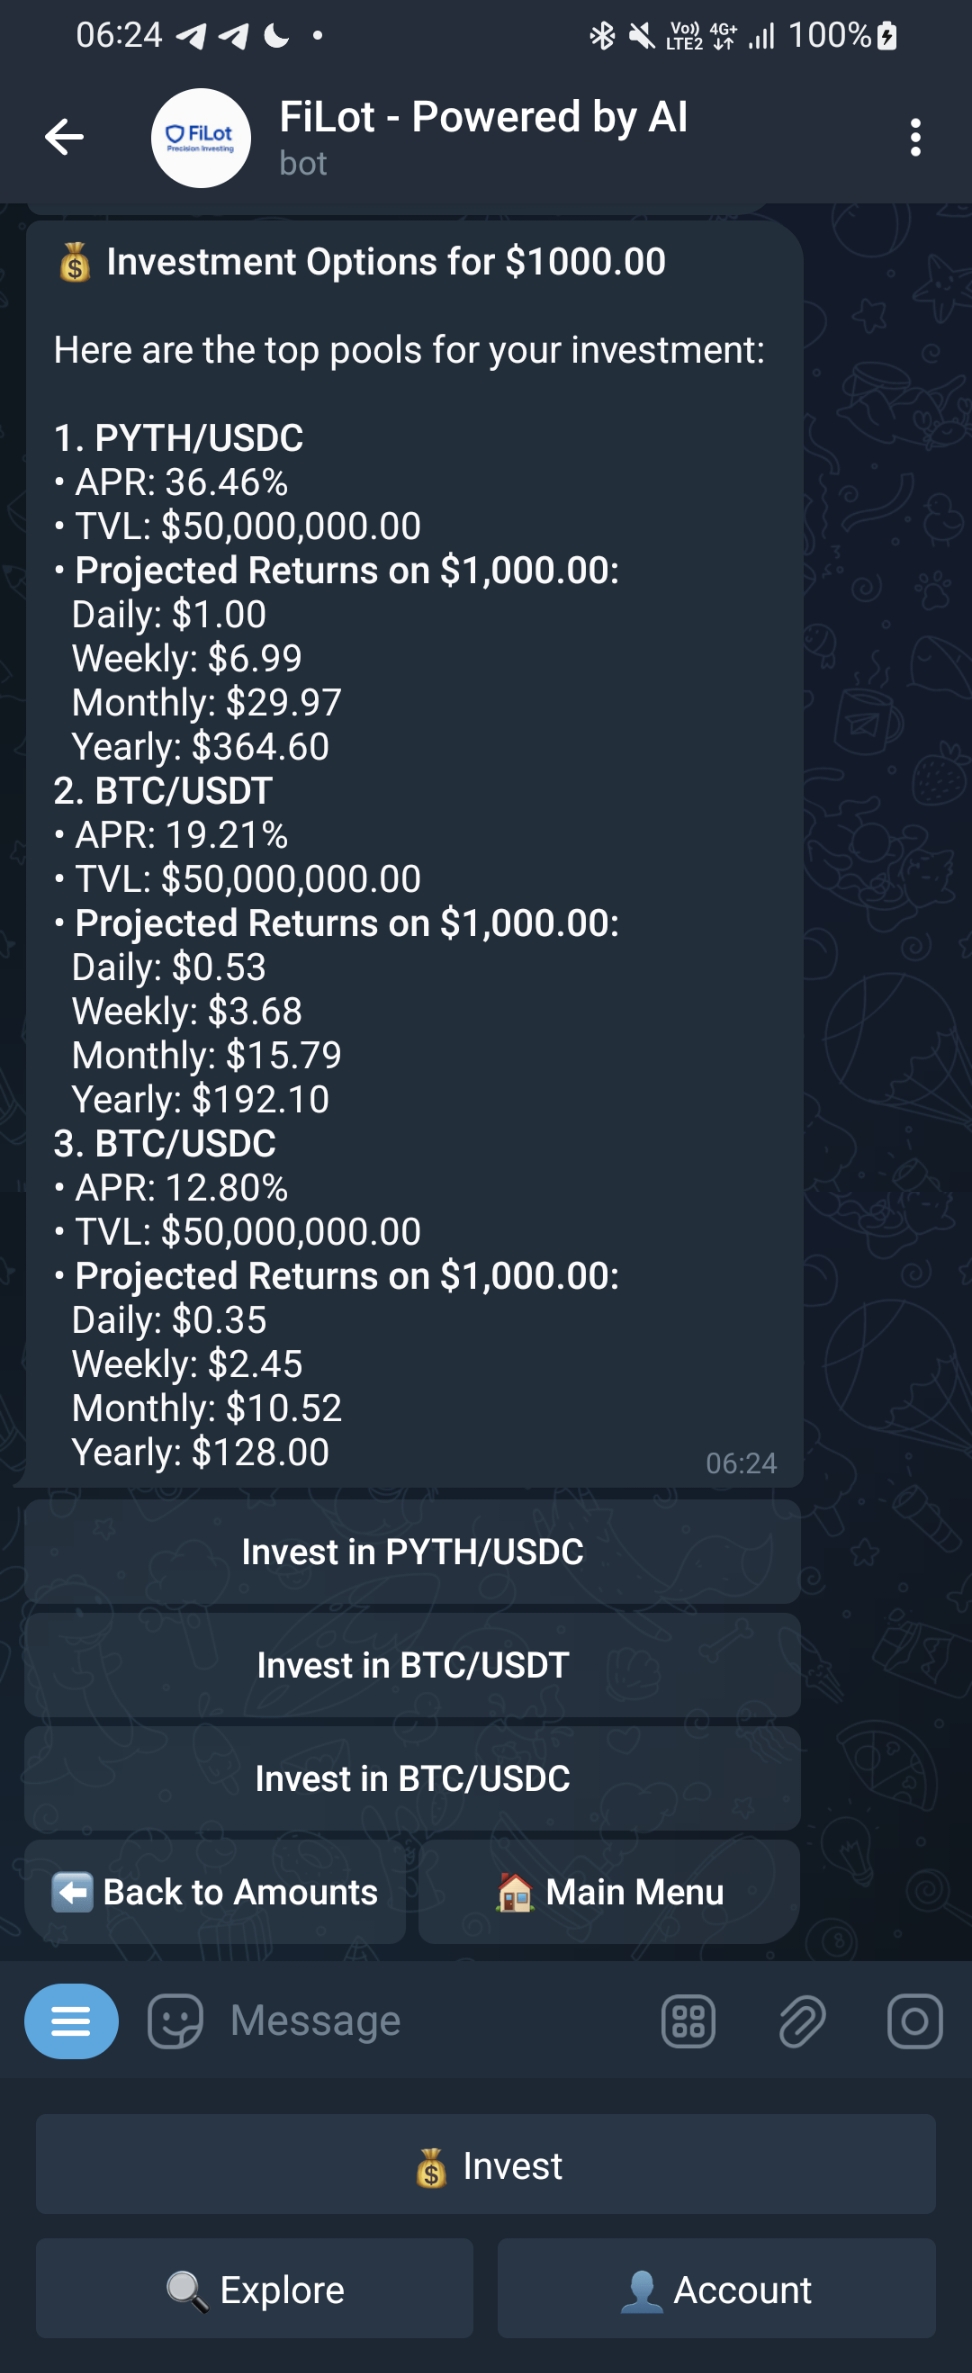 06:24
Vo))
LTE2
4G+
100%
FiLot
Precision Investing
FiLot - Powered by AI
bot
💰 Investment Options for $1000.00
Here are the top pools for your investment:
1. PYTH/USDC
• APR: 36.46%
• TVL: $50,000,000.00
• Projected Returns on $1,000.00:
Daily: $1.00
Weekly: $6.99
Monthly: $29.97
Yearly: $364.60
2. BTC/USDT
• APR: 19.21%
• TVL: $50,000,000.00
• Projected Returns on $1,000.00:
Daily: $0.53
Weekly: $3.68
Monthly: $15.79
Yearly: $192.10
3. BTC/USDC
• APR: 12.80%
• TVL: $50,000,000.00
• Projected Returns on $1,000.00:
Daily: $0.35
Weekly: $2.45
Monthly: $10.52
Yearly: $128.00
06:24
Invest in PYTH/USDC
Invest in BTC/USDT
Invest in BTC/USDC
⬅️ Back to Amounts
🏠 Main Menu
Message
💰 Invest
🔍 Explore
👤 Account